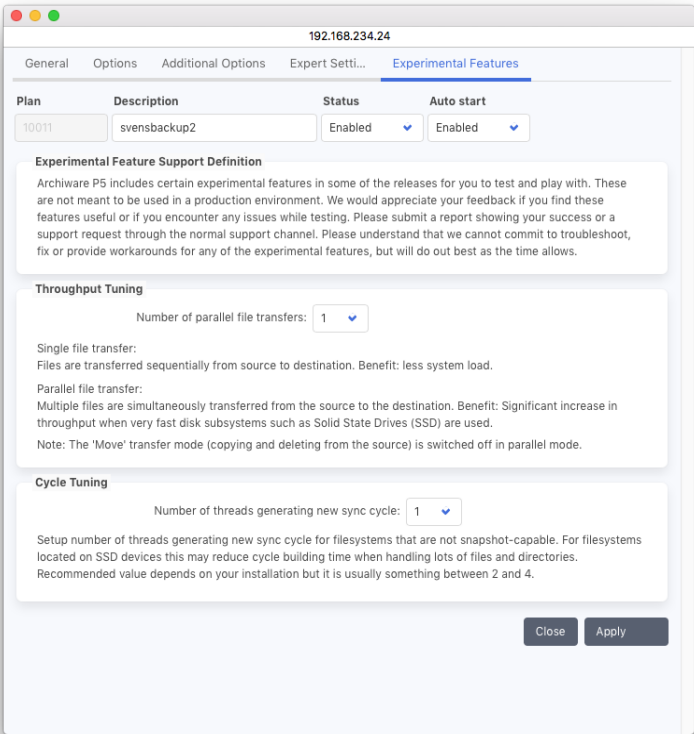 192.168.234.24
General Options Additional Options Expert Setti... Experimental Features
Plan Description Status Auto start
10011 svensbackup2 Enabled Enabled
Experimental Feature Support Definition
Archiware P5 includes certain experimental features in some of the releases for you to test and play with. These
are not meant to be used in a production environment. We would appreciate your feedback if you find these
features useful or if you encounter any issues while testing. Please submit a report showing your success or a
support request through the normal support channel. Please understand that we cannot commit to troubleshoot,
fix or provide workarounds for any of the experimental features, but will do out best as the time allows.
Throughput Tuning
Number of parallel file transfers: 1
Single file transfer:
Files are transferred sequentially from source to destination. Benefit: less system load.
Parallel file transfer:
Multiple files are simultaneously transferred from the source to the destination. Benefit: Significant increase in
throughput when very fast disk subsystems such as Solid State Drives (SSD) are used.
Note: The 'Move' transfer mode (copying and deleting from the source) is switched off in parallel mode.
Cycle Tuning
Number of threads generating new sync cycle: 1
Setup number of threads generating new sync cycle for filesystems that are not snapshot-capable. For filesystems
located on SSD devices this may reduce cycle building time when handling lots of files and directories.
Recommended value depends on your installation but it is usually something between 2 and 4.
Close Apply